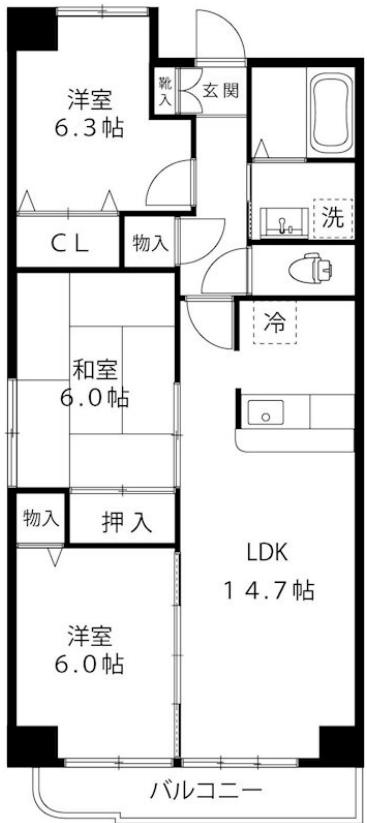 洋室
6.3帖
靴入
玄関
洗
CL
物入
冷
和室
6.0帖
物入
押入
LDK
14.7帖
洋室
6.0帖
バルコニー